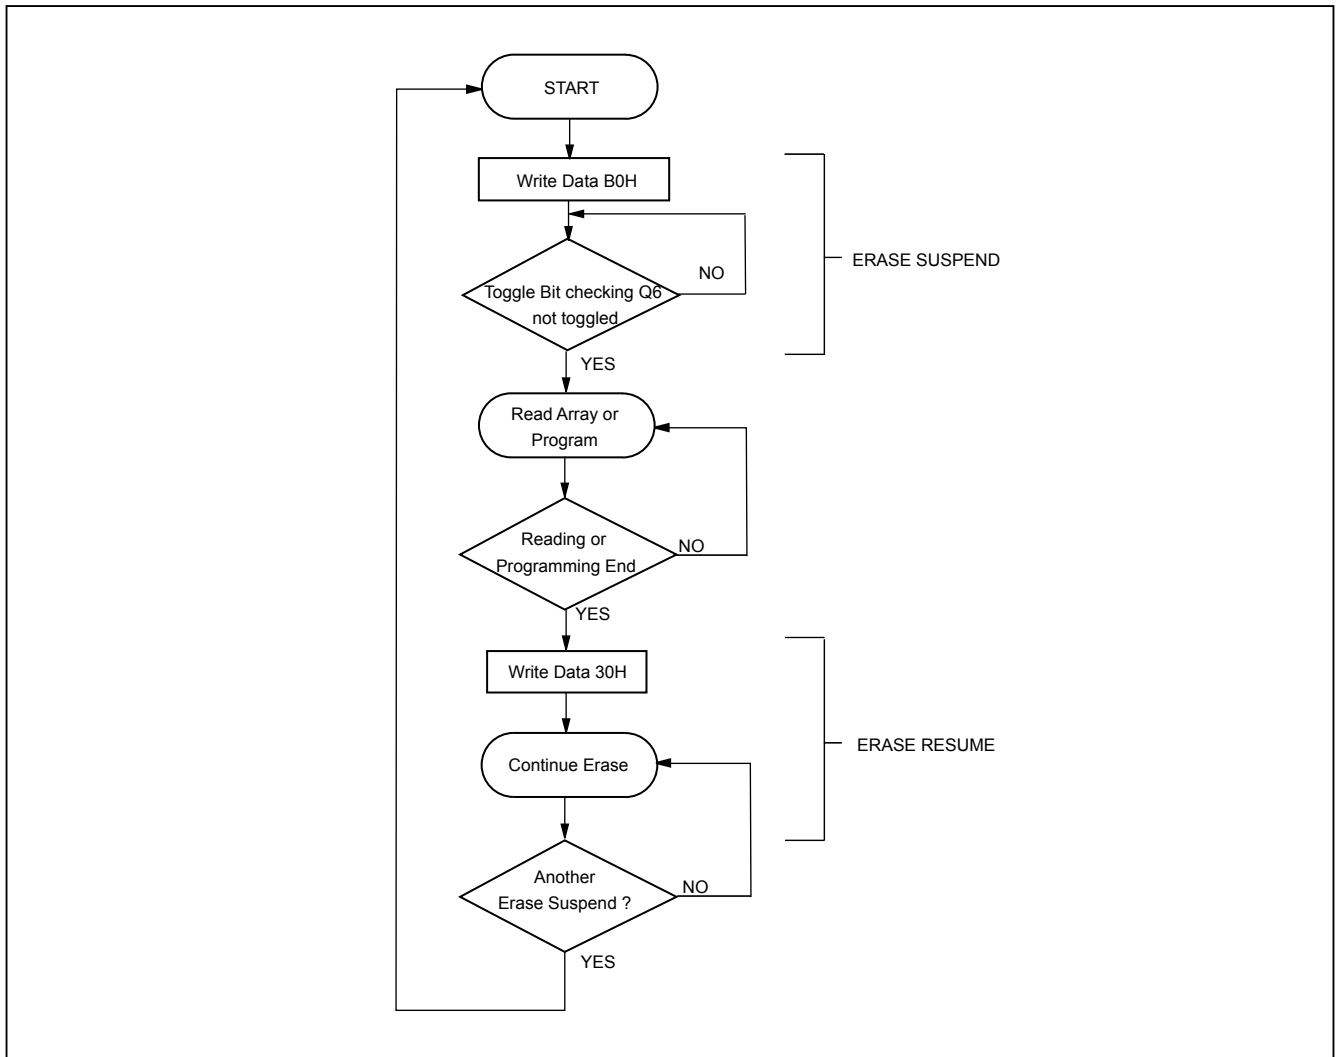 START
Write Data B0H
ERASE SUSPEND
NO
Toggle Bit checking Q6
not toggled
YES
Read Array or
Program
Reading or
NO
Programming End
YES
Write Data 30H
ERASE RESUME
Continue Erase
Another
NO
Erase Suspend ?
YES